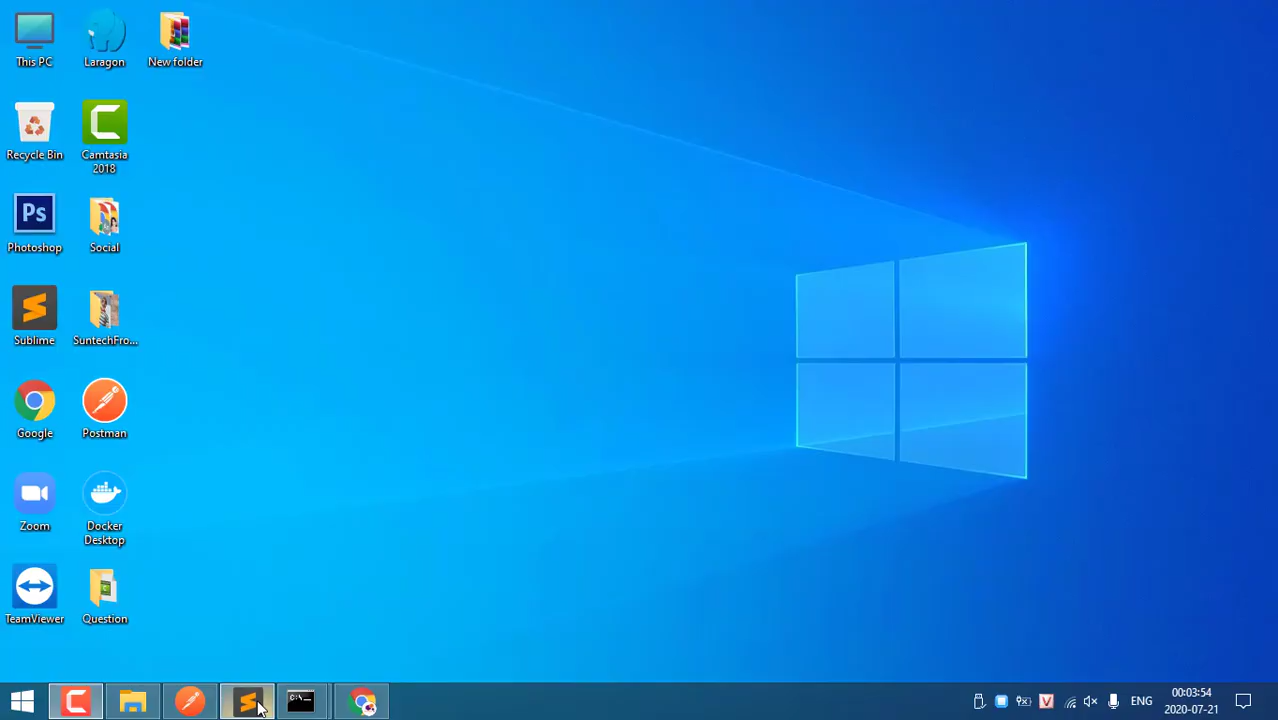 This PC
Laragon
New folder
Recycle Bin
Camtasia
2018
Ps
Photoshop
Social
Sublime
SuntechFro...
Google
Postman
Zoom
Docker
Desktop
TeamViewer
Question
C:\_
ENG
00:03:54
2020-07-21